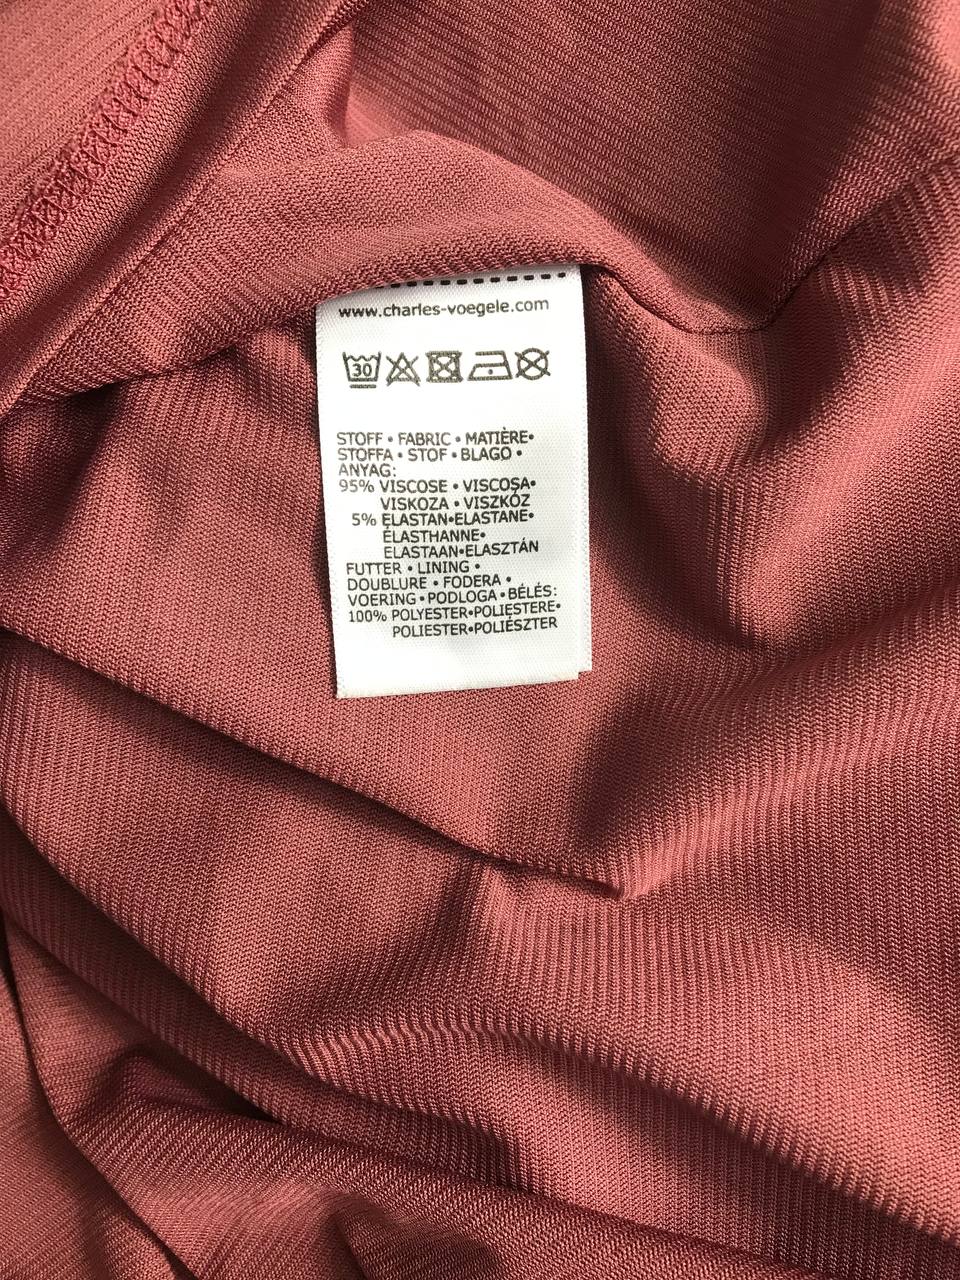 www.charles-voegele.com
30
STOFF • FABRIC • MATIÈRE•
STOFFA • STOF • BLAGO •
ANYAG:
95% VISCOSE • VISCOSA•
VISKOZA • VISZKÓZ
5% ELASTAN•ELASTANE•
ÉLASTHANNE•
ELASTAAN•ELASZTÁN
FUTTER • LINING •
DOUBLURE • FODERA •
VOERING • PODLOGA • BÉLÉS:
100% POLYESTER•POLIESTERE•
POLIESTER•POLIÉSZTER